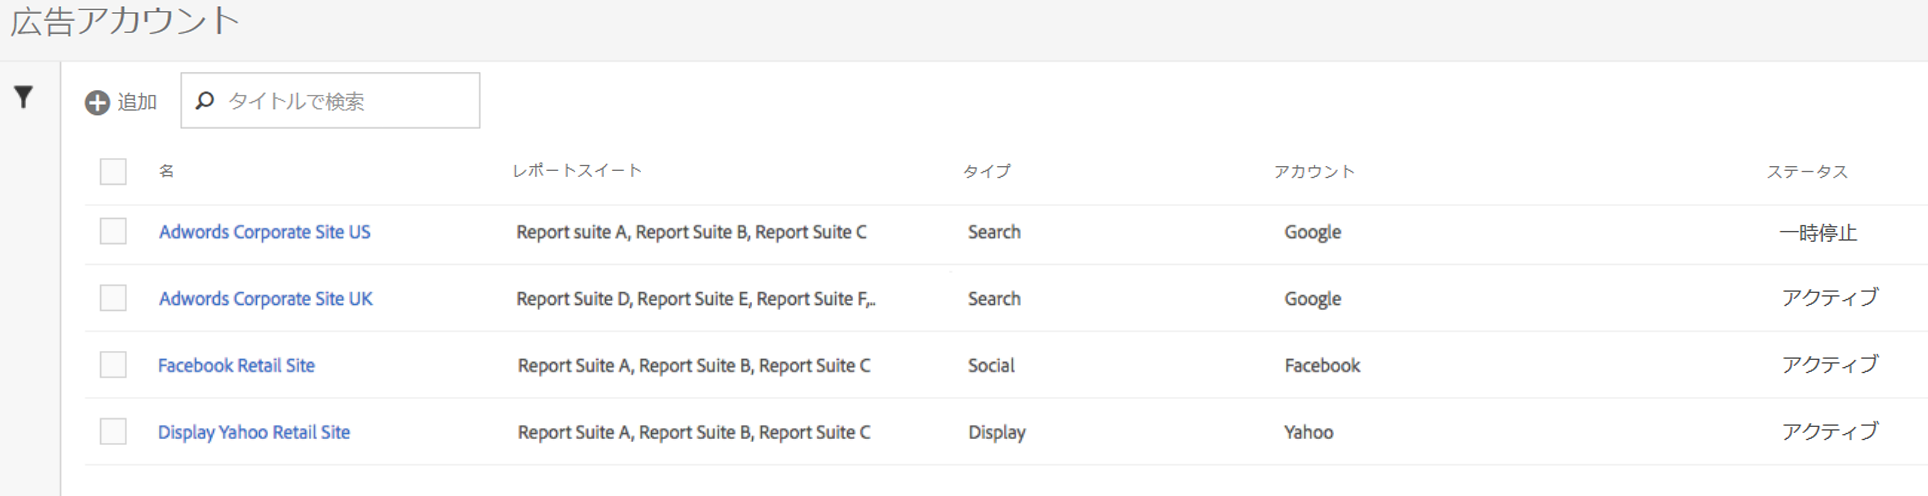 広告アカウント
追加 タイトルで検索
名 レポートスイート タイプ アカウント ステータス
Adwords Corporate Site US Report suite A, Report Suite B, Report Suite C Search Google 一時停止
Adwords Corporate Site UK Report Suite D, Report Suite E, Report Suite F,.. Search Google アクティブ
Facebook Retail Site Report Suite A, Report Suite B, Report Suite C Social Facebook アクティブ
Display Yahoo Retail Site Report Suite A, Report Suite B, Report Suite C Display Yahoo アクティブ